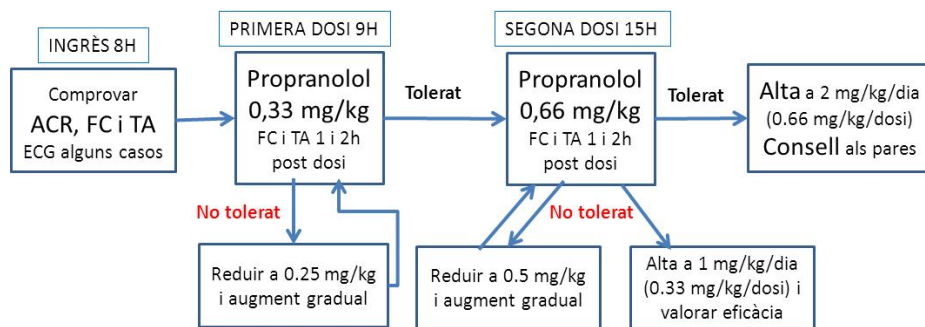 INGRÈS 8H
Comprovar
ACR, FC i TA
ECG alguns casos
PRIMERA DOSI 9H
Propranolol
0,33 mg/kg
FC i TA 1 i 2h
post dosi
Tolerat
SEGONA DOSI 15H
Propranolol
0,66 mg/kg
FC i TA 1 i 2h
post dosi
Tolerat
Alta a 2 mg/kg/dia
(0.66 mg/kg/dosi)
Consell als pares
No tolerat
Reduir a 0.25 mg/kg
i augment gradual
No tolerat
Reduir a 0.5 mg/kg
i augment gradual
Alta a 1 mg/kg/dia
(0.33 mg/kg/dosi) i
valorar eficàcia